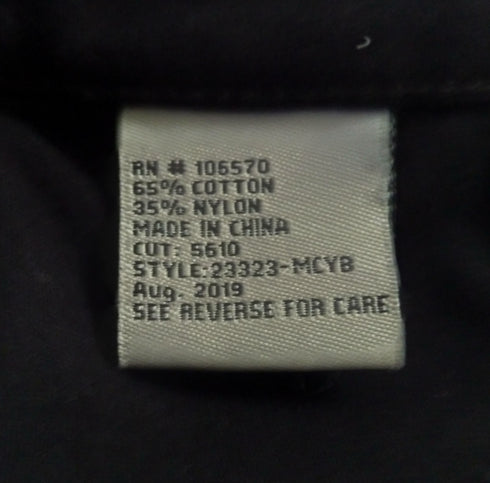 RN # 106570
65% COTTON
35% NYLON
MADE IN CHINA
CUT: 5610
STYLE:23323-MCYB
Aug. 2019
SEE REVERSE FOR CARE